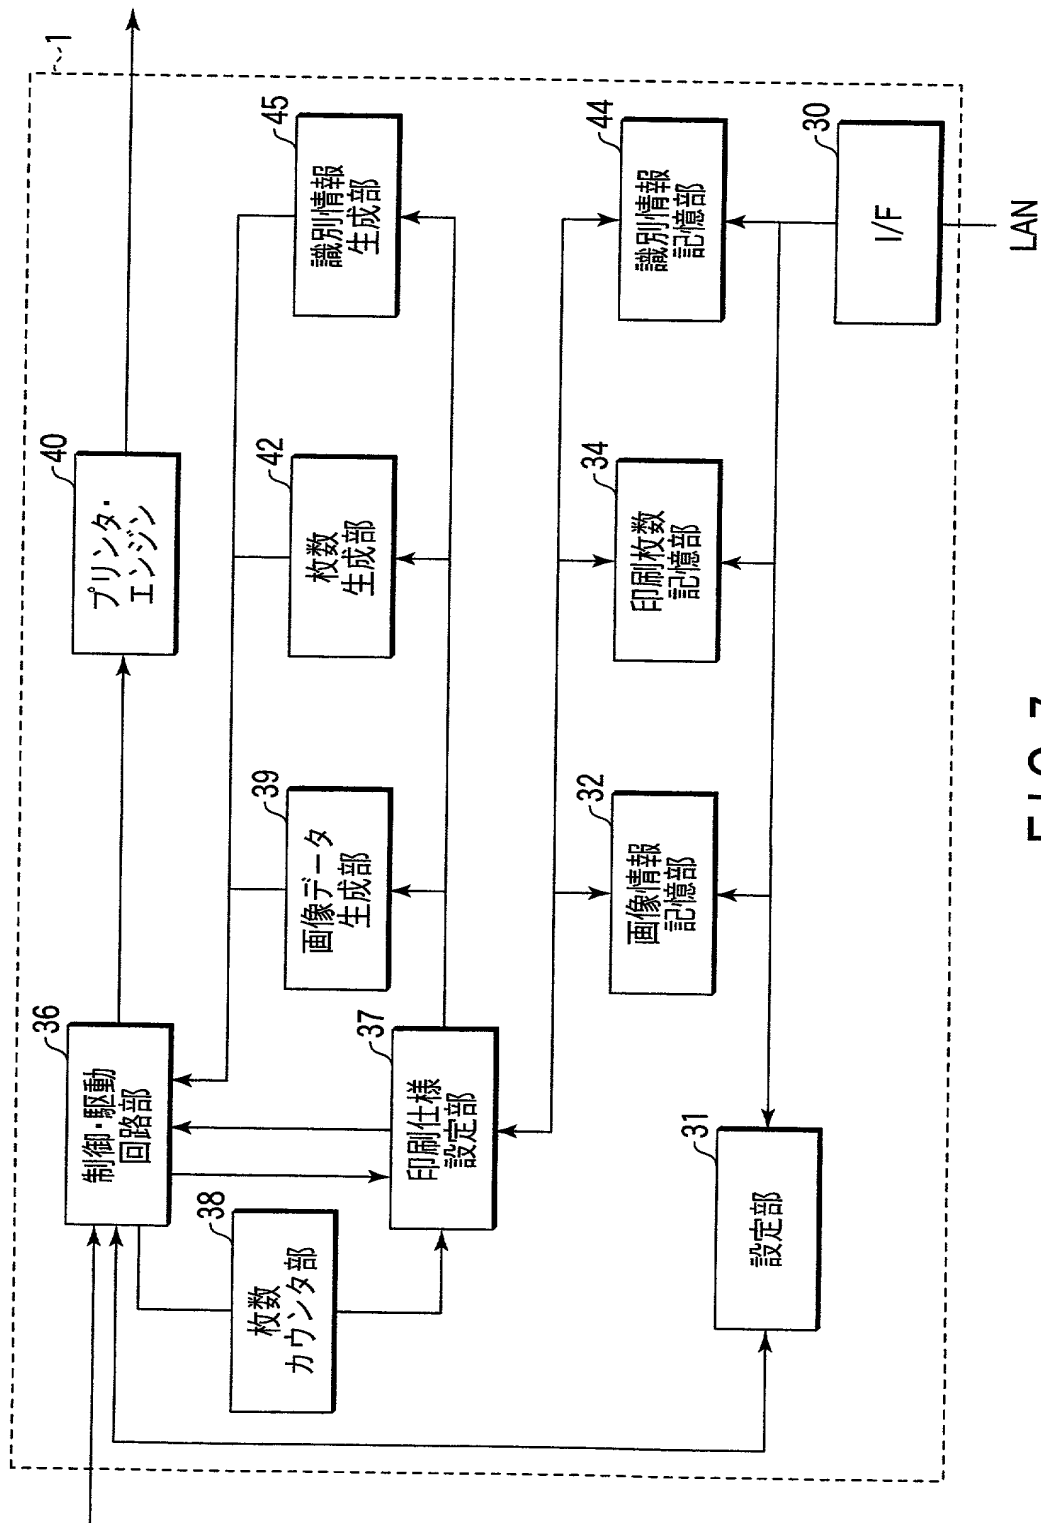 1
36
制御・駆動
回路部
40
プリンタ・
エンジン
38
枚数
カウンタ部
39
画像データ
生成部
42
枚数
生成部
45
識別情報
生成部
37
印刷仕様
設定部
32
画像情報
記憶部
34
印刷枚数
記憶部
44
識別情報
記憶部
31
設定部
30
I/F
LAN